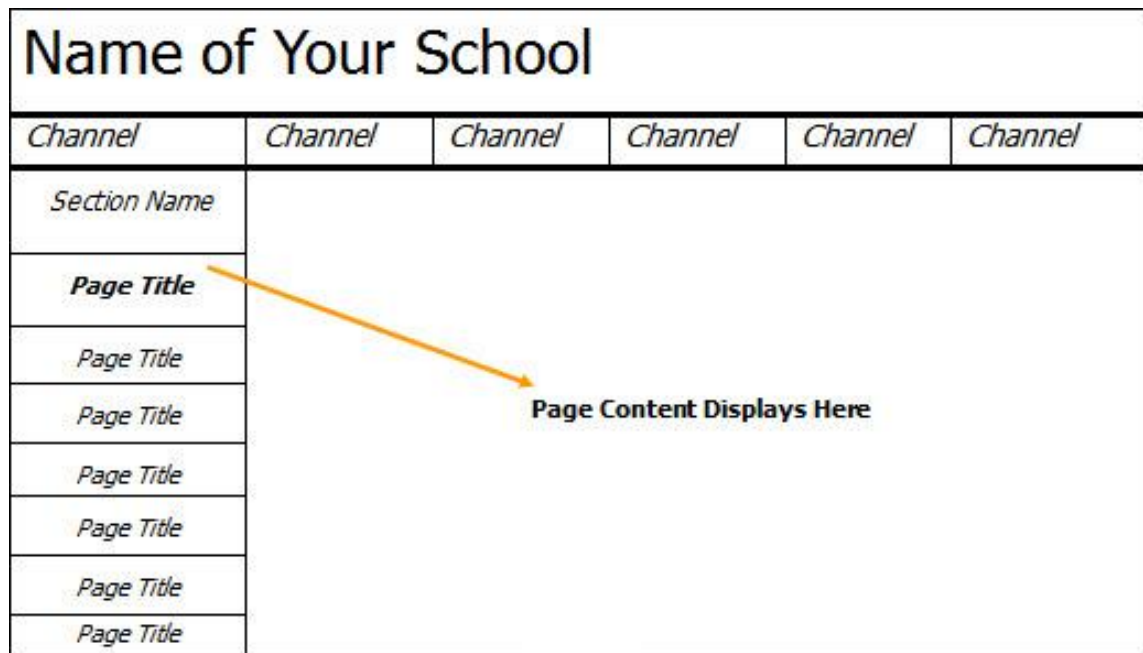 Name of Your School
Channel Channel Channel Channel Channel Channel
Section Name
Page Title
Page Title
Page Title
Page Content Displays Here
Page Title
Page Title
Page Title
Page Title